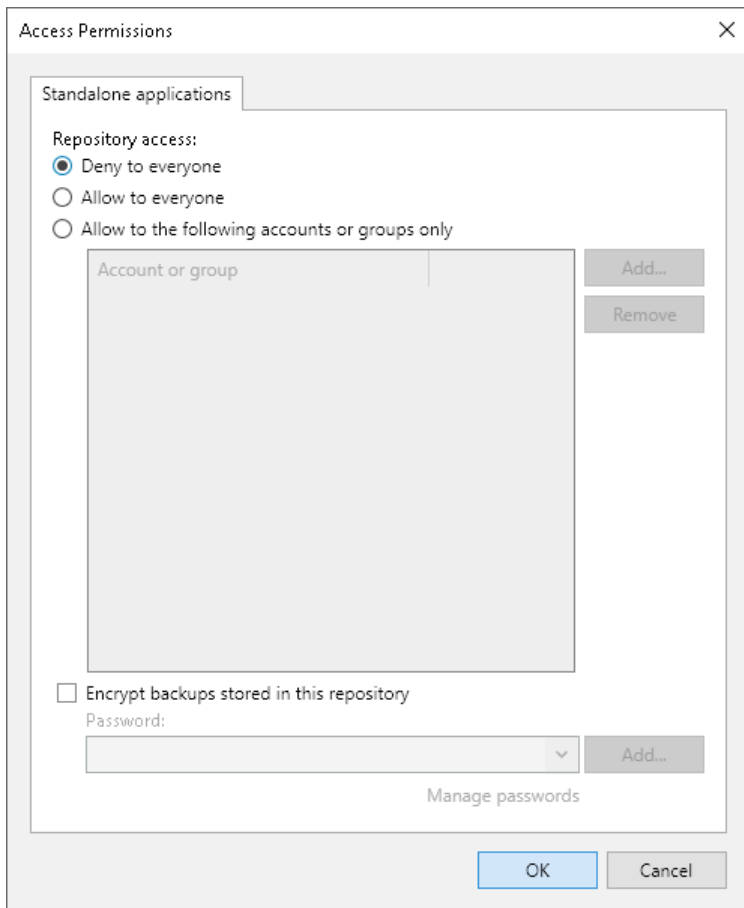 Access Permissions
Standalone applications
Repository access:
Deny to everyone
Allow to everyone
Allow to the following accounts or groups only
Account or group
Add...
Remove
Encrypt backups stored in this repository
Password:
Add...
Manage passwords
OK
Cancel